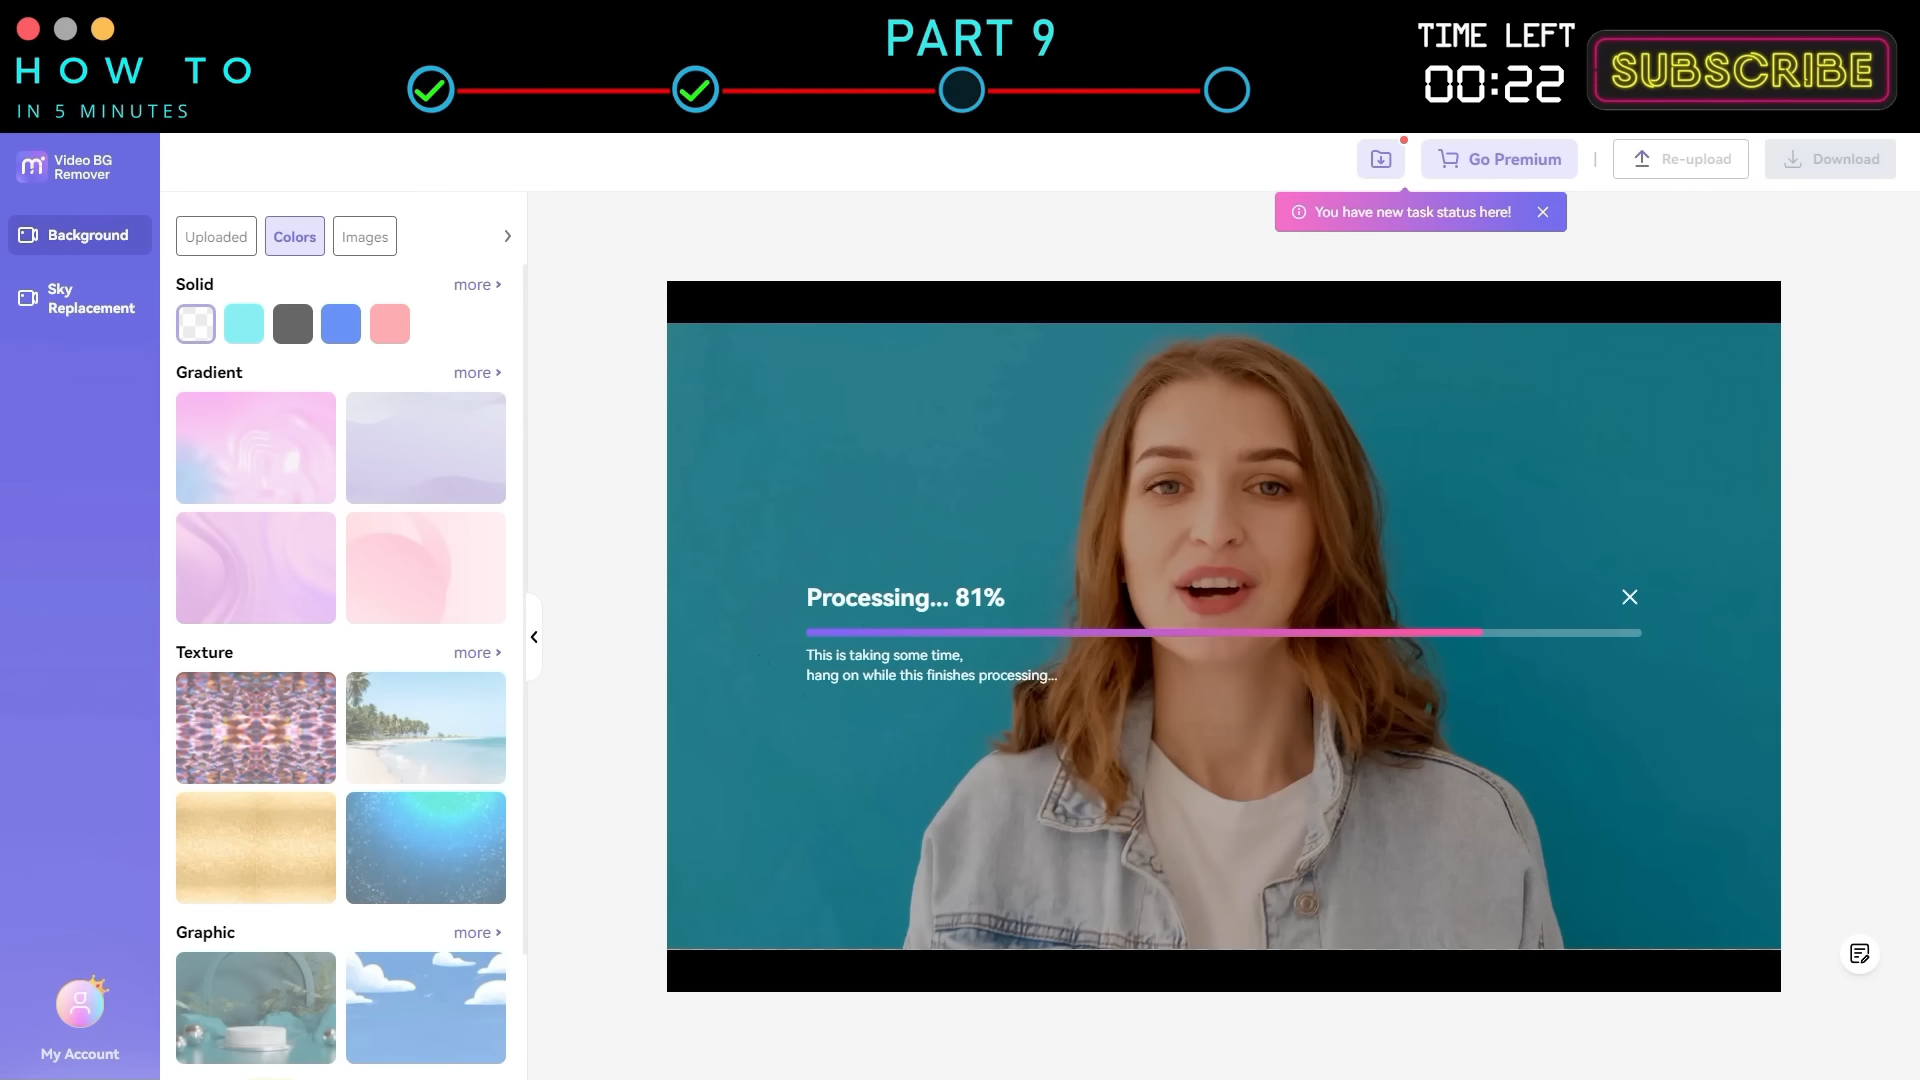 HOW TO
IN 5 MINUTES
PART 9
TIME LEFT
00:22
SUBSCRIBE
Video BG
Remover
Go Premium
Re-upload
Download
You have new task status here!
Background
Sky
Replacement
Uploaded
Colors
Images
Solid
more >
Gradient
more >
Texture
more >
Graphic
more >
Processing... 81%
This is taking some time,
hang on while this finishes processing...
My Account